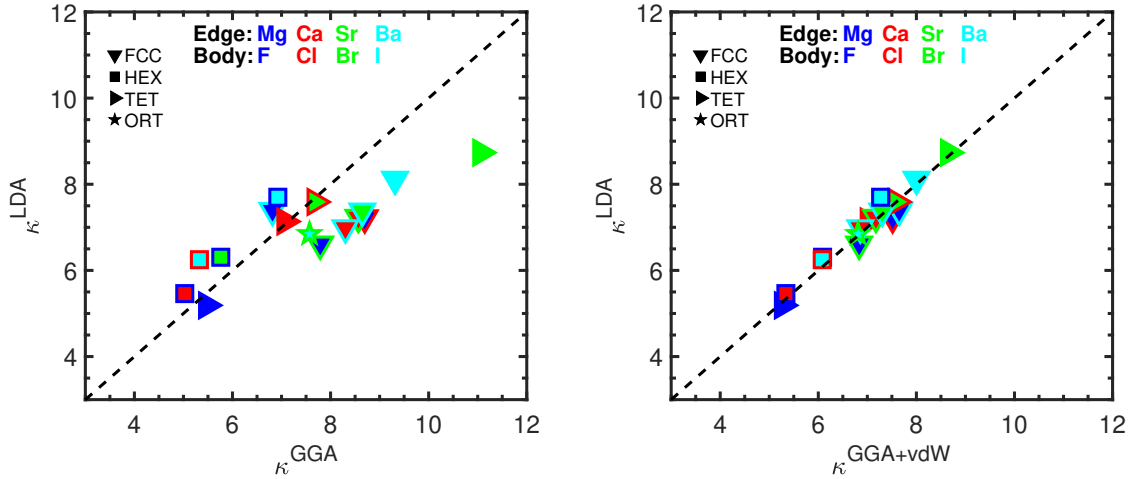 12
10
8
6
4
κ^LDA
Edge: Mg Ca Sr Ba
Body: F Cl Br I
FCC
HEX
TET
ORT
4 6 8 10 12
κ^GGA
12
10
8
6
4
κ^LDA
Edge: Mg Ca Sr Ba
Body: F Cl Br I
FCC
HEX
TET
ORT
4 6 8 10 12
κ^GGA+vdW